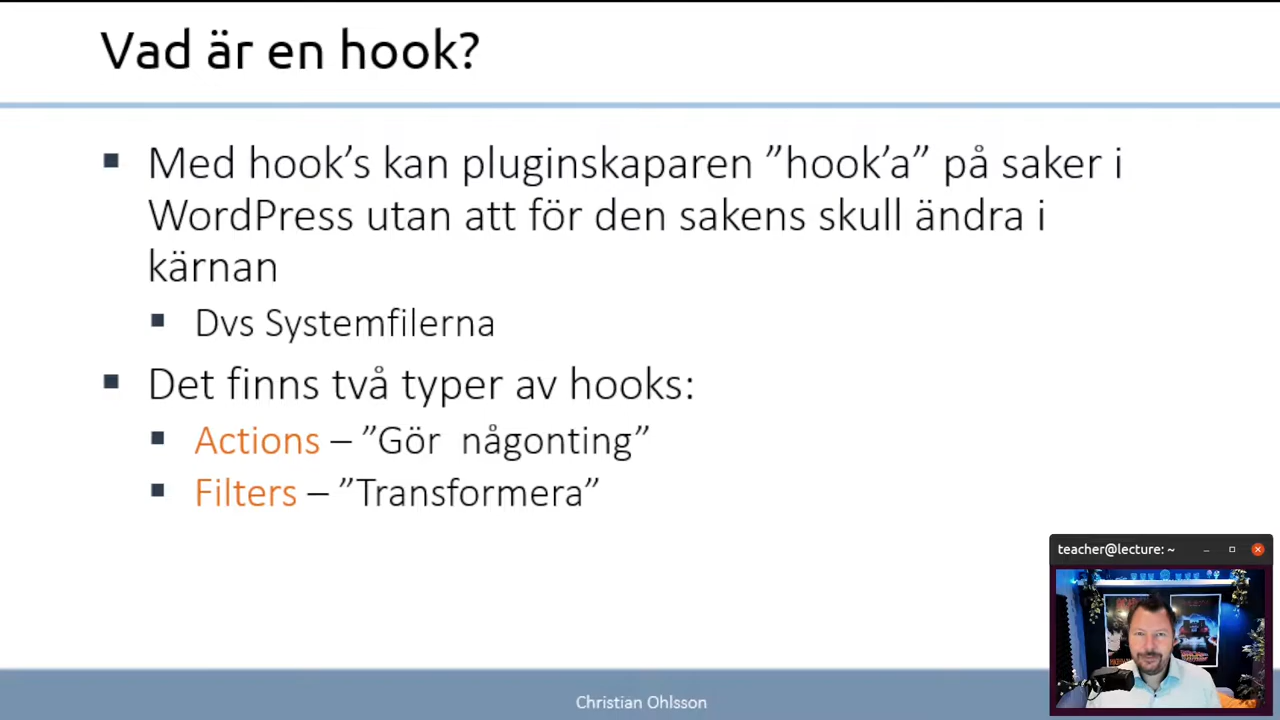 Vad är en hook?
Med hook’s kan pluginskaparen ”hook’a” på saker i
WordPress utan att för den sakens skull ändra i
kärnan
Dvs Systemfilerna
Det finns två typer av hooks:
Actions – ”Gör någonting”
Filters – ”Transformera”
teacher@lecture: ~
Christian Ohlsson